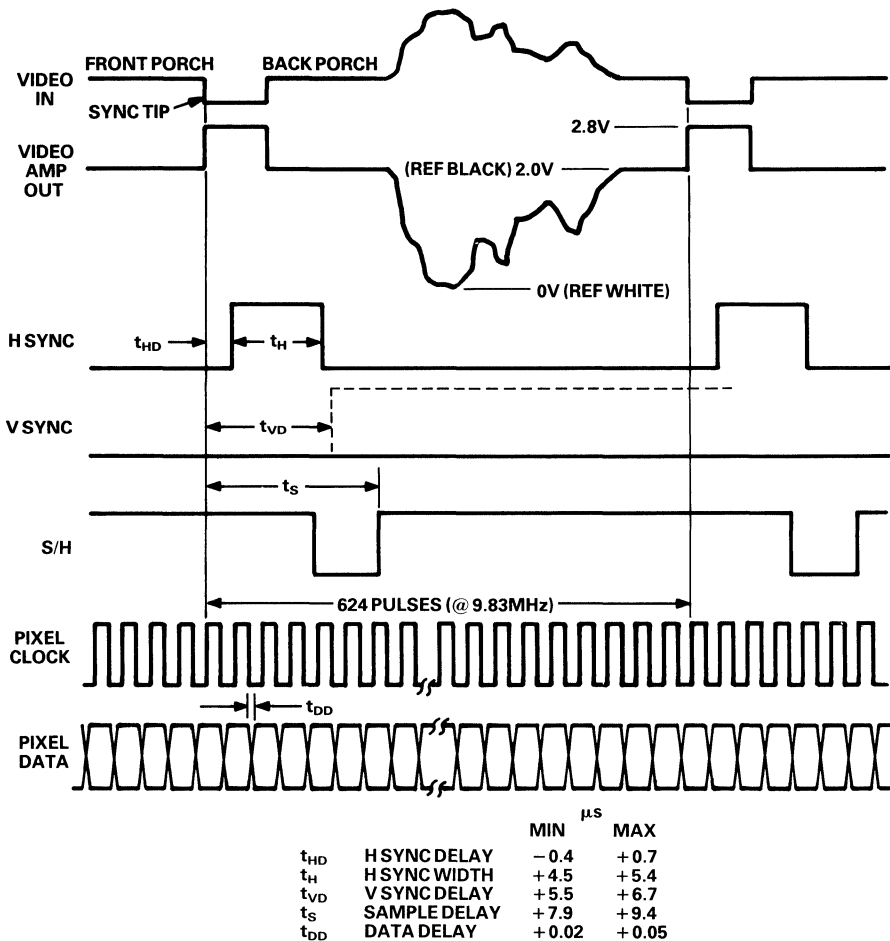 FRONT PORCH
BACK PORCH
VIDEO
IN
SYNC TIP
2.8V
VIDEO
AMP
OUT
(REF BLACK) 2.0V
0V (REF WHITE)
H SYNC
tHD
tH
V SYNC
tVD
tS
S/H
624 PULSES (@ 9.83MHz)
PIXEL
CLOCK
tDD
PIXEL
DATA
μs
MIN MAX
tHD H SYNC DELAY −0.4 +0.7
tH H SYNC WIDTH +4.5 +5.4
tVD V SYNC DELAY +5.5 +6.7
tS SAMPLE DELAY +7.9 +9.4
tDD DATA DELAY +0.02 +0.05